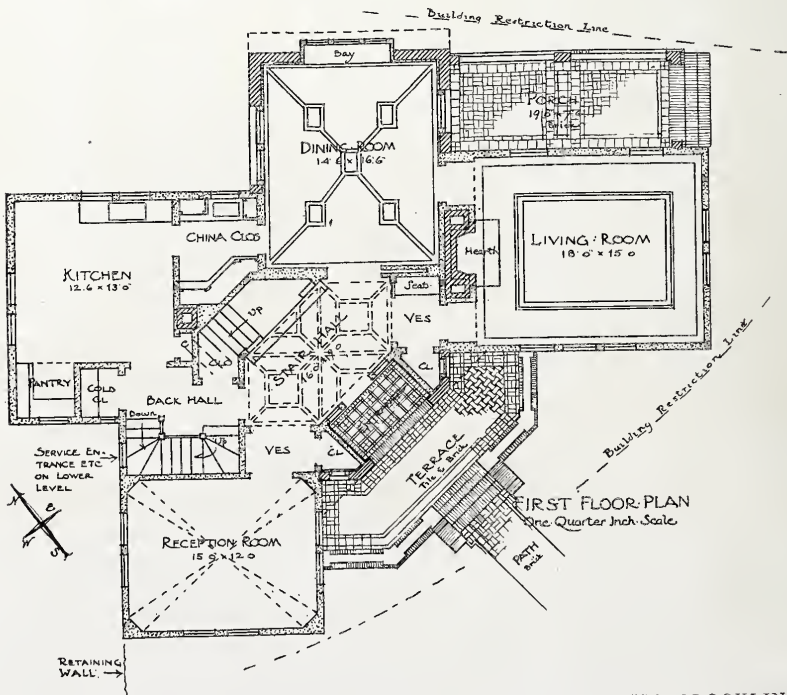 Building Restriction Line
Bay
PORCH
Brick
DINING ROOM
14 6 x 16 6
CHINA CLOS
LIVING ROOM
18' 0" x 15 0
Hearth
KITCHEN
12.6 x 13' 0"
UP
Seat
VES
STAIR HALL
CLO
CL
PANTRY
COLD
CL
BACK HALL
Down
UP
VES
CL
TERRACE
Tile & Brick
Building Restriction Line
SERVICE EN-
TRANCE ETC
ON LOWER
LEVEL
N
E
W
S
FIRST FLOOR PLAN
One Quarter Inch Scale
PATH
Brick
RECEPTION ROOM
15 6 x 12 0
RETAINING
WALL